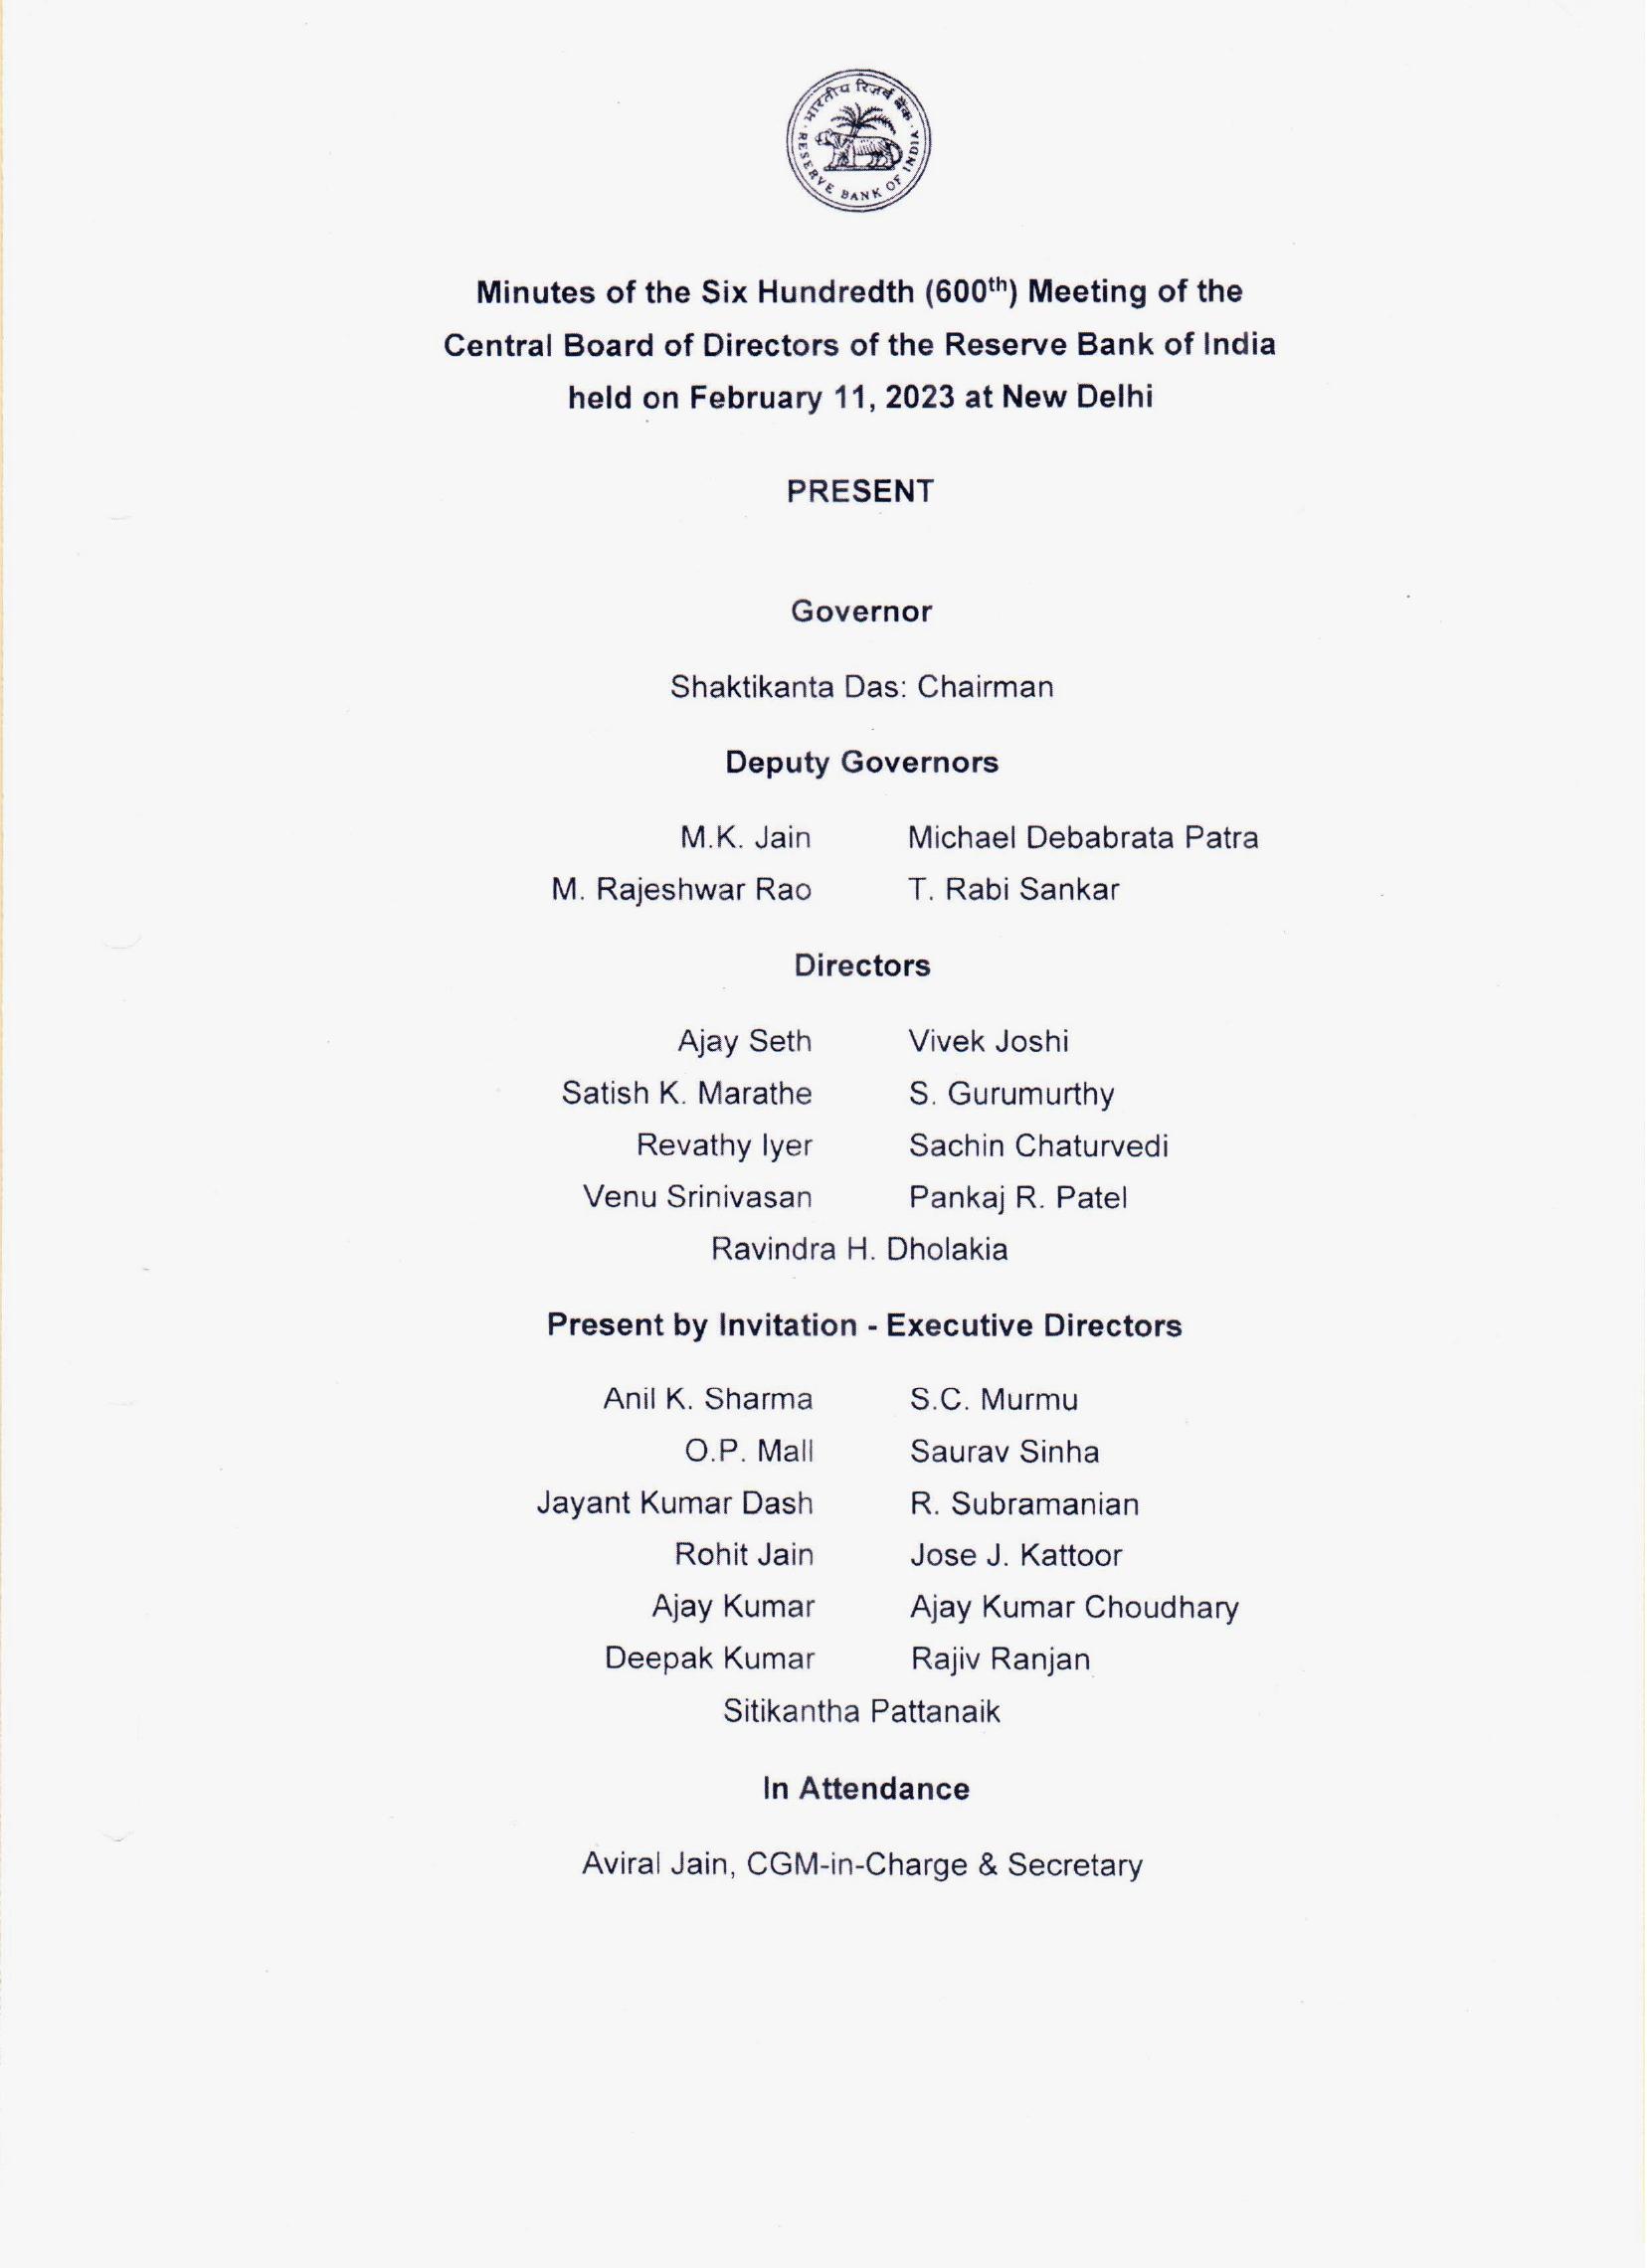 भारतीय रिज़र्व बैंक
RESERVE BANK OF INDIA
Minutes of the Six Hundredth (600th) Meeting of the
Central Board of Directors of the Reserve Bank of India
held on February 11, 2023 at New Delhi
PRESENT
Governor
Shaktikanta Das: Chairman
Deputy Governors
M.K. Jain Michael Debabrata Patra
M. Rajeshwar Rao T. Rabi Sankar
Directors
Ajay Seth Vivek Joshi
Satish K. Marathe S. Gurumurthy
Revathy Iyer Sachin Chaturvedi
Venu Srinivasan Pankaj R. Patel
Ravindra H. Dholakia
Present by Invitation - Executive Directors
Anil K. Sharma S.C. Murmu
O.P. Mall Saurav Sinha
Jayant Kumar Dash R. Subramanian
Rohit Jain Jose J. Kattoor
Ajay Kumar Ajay Kumar Choudhary
Deepak Kumar Rajiv Ranjan
Sitikantha Pattanaik
In Attendance
Aviral Jain, CGM-in-Charge & Secretary